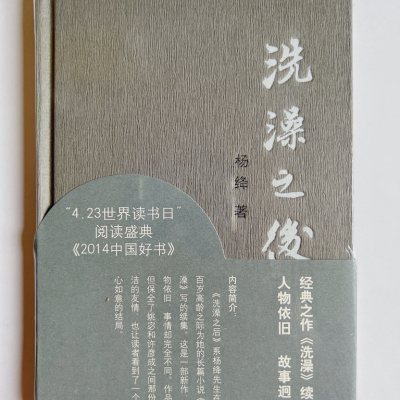 洗澡之後
杨绛 著
“4.23世界读书日”
阅读盛典
《2014中国好书》
经典之作《洗澡》续
人物依旧 故事迥
内容简介:
《洗澡之后》系杨绛先生在
百岁高龄之际为她的长篇小说
澡》写的续集。这是一部新作
物依旧,事情却完全不同。作品
但保全了姚宓和许彦成之间那份
洁的友情,也让读者看到了一个
心如意的结局。